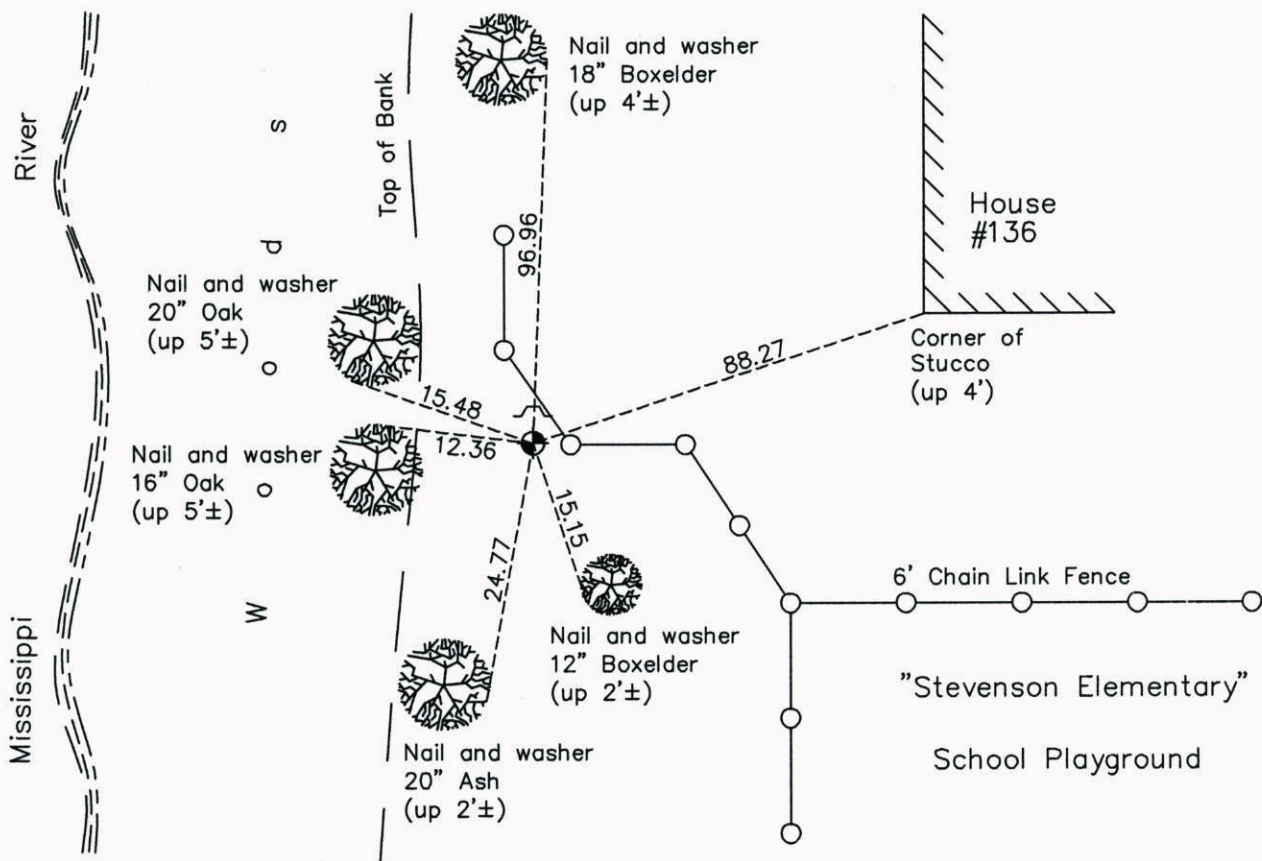 Nail and washer
18" Boxelder
(up 4'±)
River
Top of Bank
Woods
House
#136
96.96
Nail and washer
20" Oak
(up 5'±)
Corner of
Stucco
(up 4')
88.27
15.48
12.36
Nail and washer
16" Oak
(up 5'±)
15.15
24.77
6' Chain Link Fence
Nail and washer
12" Boxelder
(up 2'±)
"Stevenson Elementary"
School Playground
Mississippi
Nail and washer
20" Ash
(up 2'±)